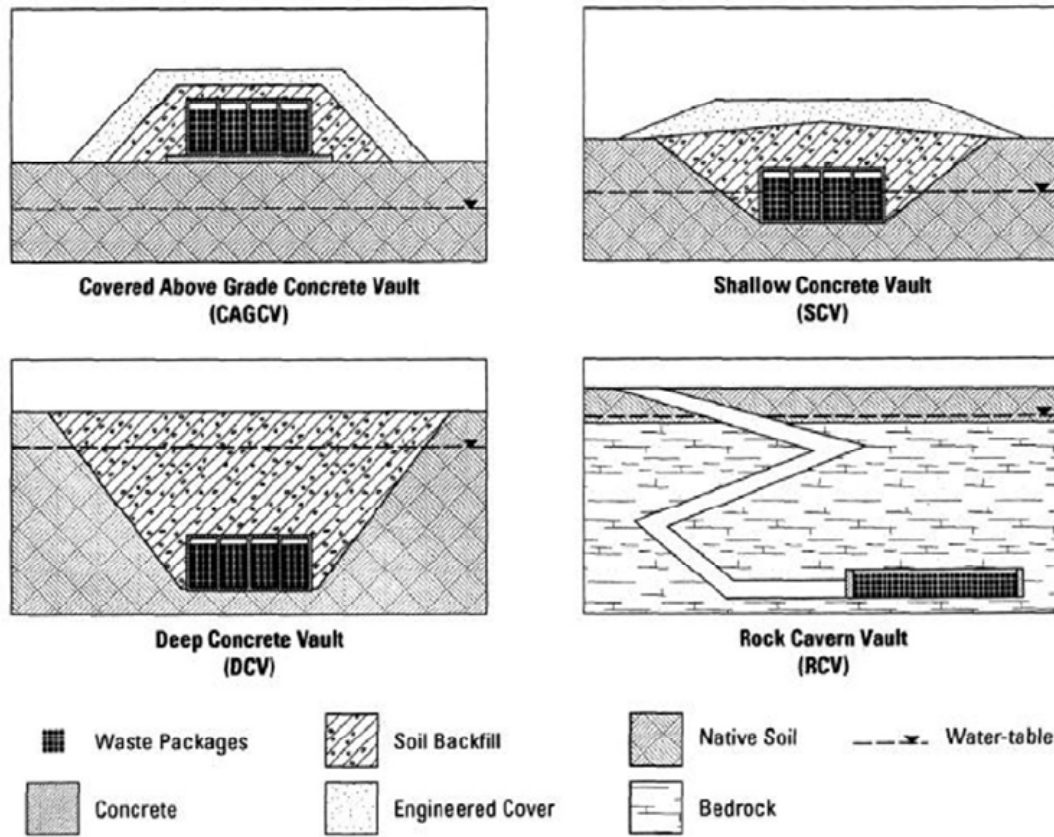 Covered Above Grade Concrete Vault
(CAGCV)
Shallow Concrete Vault
(SCV)
Deep Concrete Vault
(DCV)
Rock Cavern Vault
(RCV)
Waste Packages
Soil Backfill
Native Soil
Water-table
Concrete
Engineered Cover
Bedrock